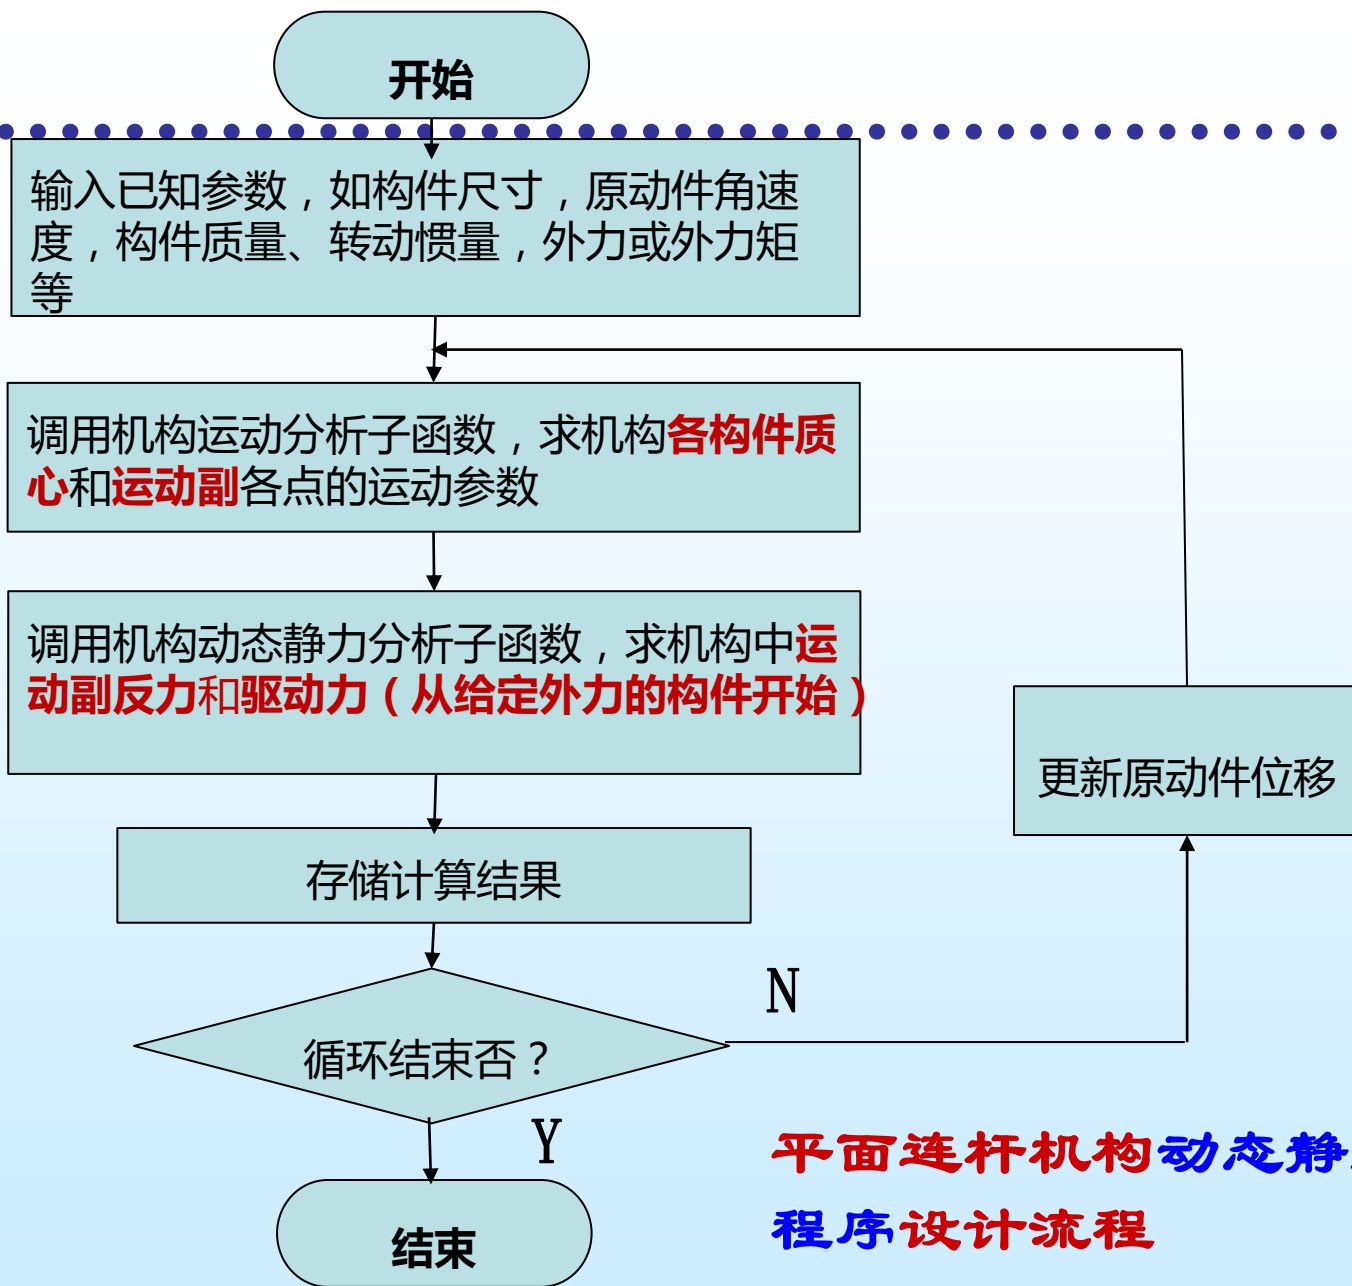 开始
输入已知参数，如构件尺寸，原动件角速
度，构件质量、转动惯量，外力或外力矩
等
调用机构运动分析子函数，求机构各构件质
心和运动副各点的运动参数
调用机构动态静力分析子函数，求机构中运
动副反力和驱动力（从给定外力的构件开始）
更新原动件位移
存储计算结果
N
循环结束否？
Y
平面连杆机构动态静
程序设计流程
结束